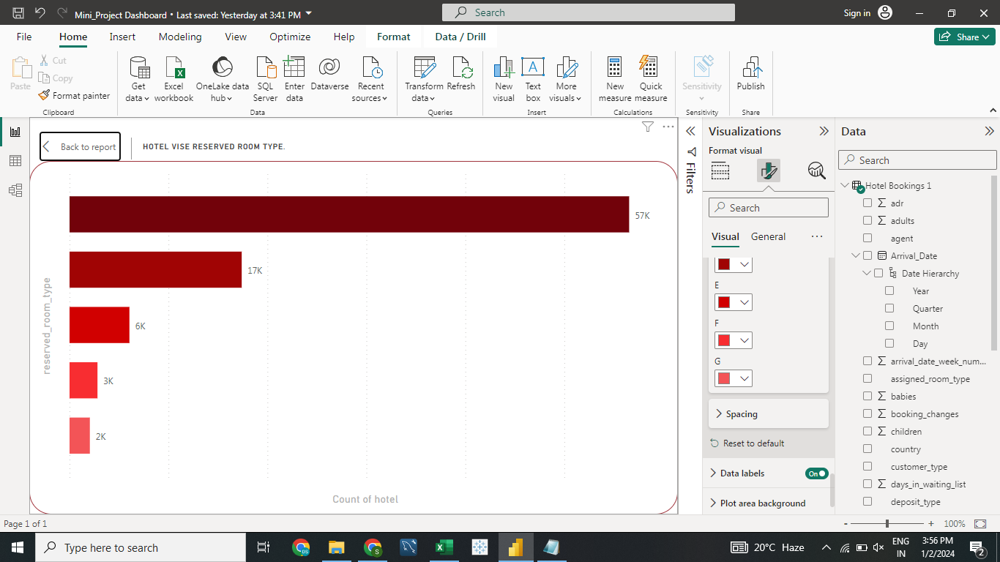 Mini_Project Dashboard • Last saved: Yesterday at 3:41 PM
Search
Sign in
File Home Insert Modeling View Optimize Help Format Data / Drill
Share
Paste
Cut
Copy
Format painter
Clipboard
Get data
Excel workbook
OneLake data hub
SQL Server
Enter data
Dataverse
Recent sources
Data
Transform data
Refresh
Queries
New visual
Text box
More visuals
Insert
New measure
Quick measure
Calculations
Sensitivity
Sensitivity
Publish
Share
Back to report
HOTEL VISE RESERVED ROOM TYPE.
57K
17K
6K
3K
2K
reserved_room_type
Count of hotel
Filters
Visualizations
Format visual
Search
Visual General
E
F
G
Spacing
Reset to default
Data labels On
Plot area background
Data
Search
Hotel Bookings 1
adr
adults
agent
Arrival_Date
Date Hierarchy
Year
Quarter
Month
Day
arrival_date_week_num...
assigned_room_type
babies
booking_changes
children
country
customer_type
days_in_waiting_list
deposit_type
Page 1 of 1
- + 100%
Type here to search
20°C Haze
ENG
IN
3:56 PM
1/2/2024
2